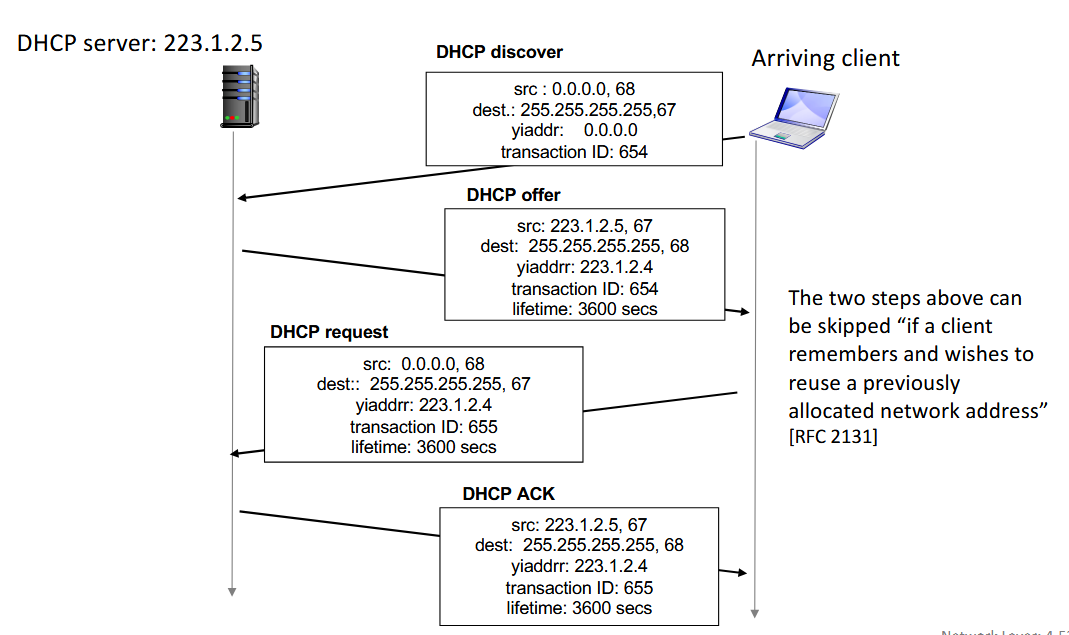 DHCP server: 223.1.2.5
DHCP discover
Arriving client
src : 0.0.0.0, 68
dest.: 255.255.255.255,67
yiaddr: 0.0.0.0
transaction ID: 654
DHCP offer
src: 223.1.2.5, 67
dest: 255.255.255.255, 68
yiaddrr: 223.1.2.4
transaction ID: 654
lifetime: 3600 secs
The two steps above can
be skipped “if a client
remembers and wishes to
reuse a previously
allocated network address”
[RFC 2131]
DHCP request
src: 0.0.0.0, 68
dest:: 255.255.255.255, 67
yiaddrr: 223.1.2.4
transaction ID: 655
lifetime: 3600 secs
DHCP ACK
src: 223.1.2.5, 67
dest: 255.255.255.255, 68
yiaddrr: 223.1.2.4
transaction ID: 655
lifetime: 3600 secs